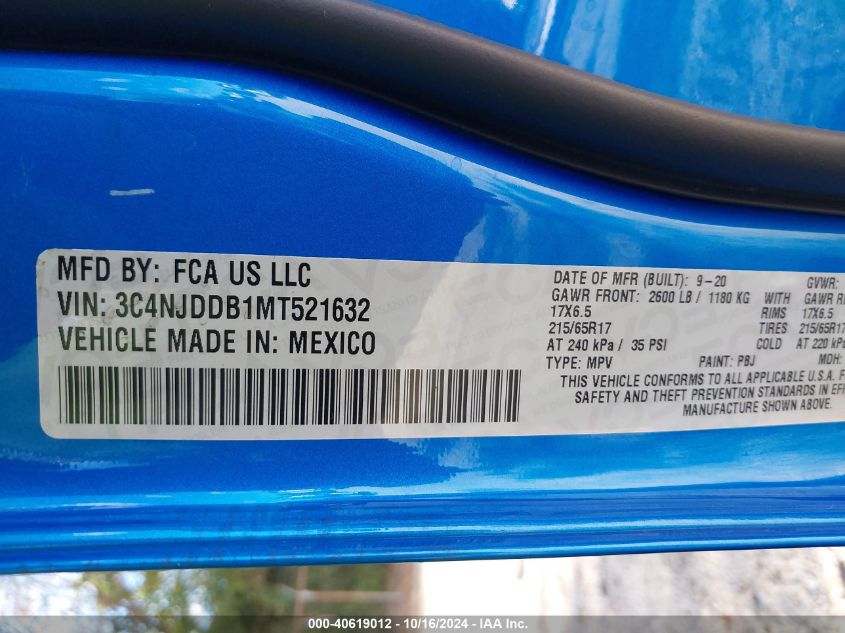 MFD BY: FCA US LLC
VIN: 3C4NJDDB1MT521632
VEHICLE MADE IN: MEXICO
DATE OF MFR (BUILT): 9-20 GVWR:
GAWR FRONT: 2600 LB / 1180 KG WITH GAWR RE
17X6.5 RIMS 17X6.5
215/65R17 TIRES 215/65R17
AT 240 kPa / 35 PSI COLD AT 220 kPa
TYPE: MPV PAINT: PBJ MDH:
THIS VEHICLE CONFORMS TO ALL APPLICABLE U.S.A. F
SAFETY AND THEFT PREVENTION STANDARDS IN EFF
MANUFACTURE SHOWN ABOVE.
000-40619012 - 10/16/2024 - IAA Inc.